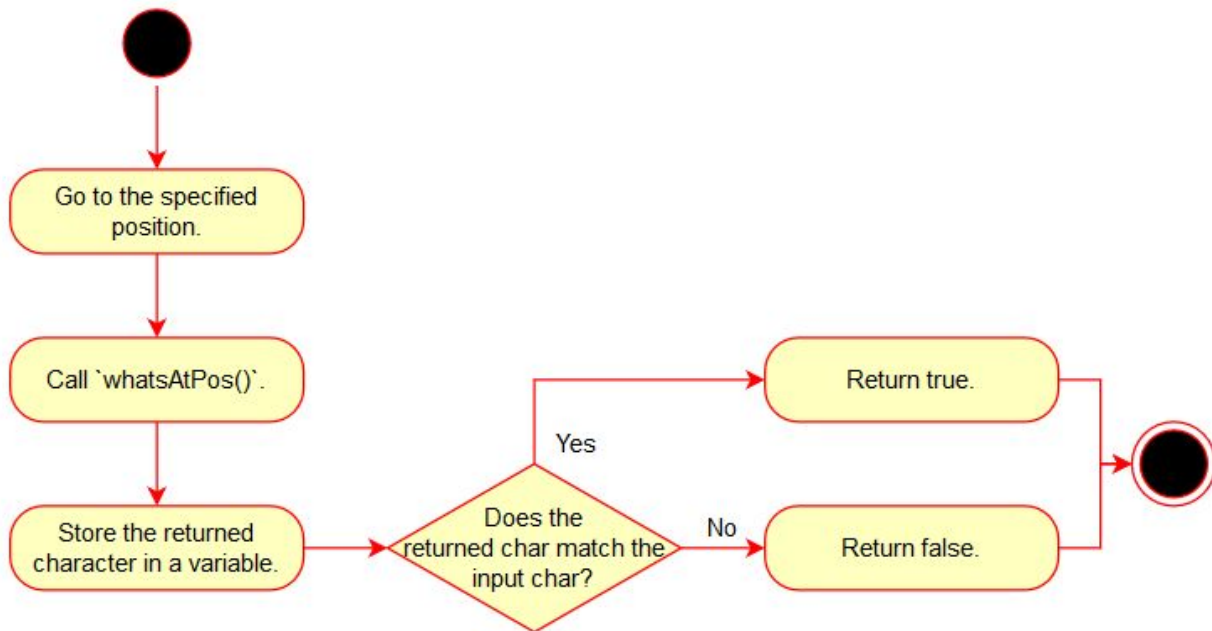 Go to the specified
position.
Call `whatsAtPos()`.
Store the returned
character in a variable.
Does the
returned char match the
input char?
Yes
Return true.
No
Return false.